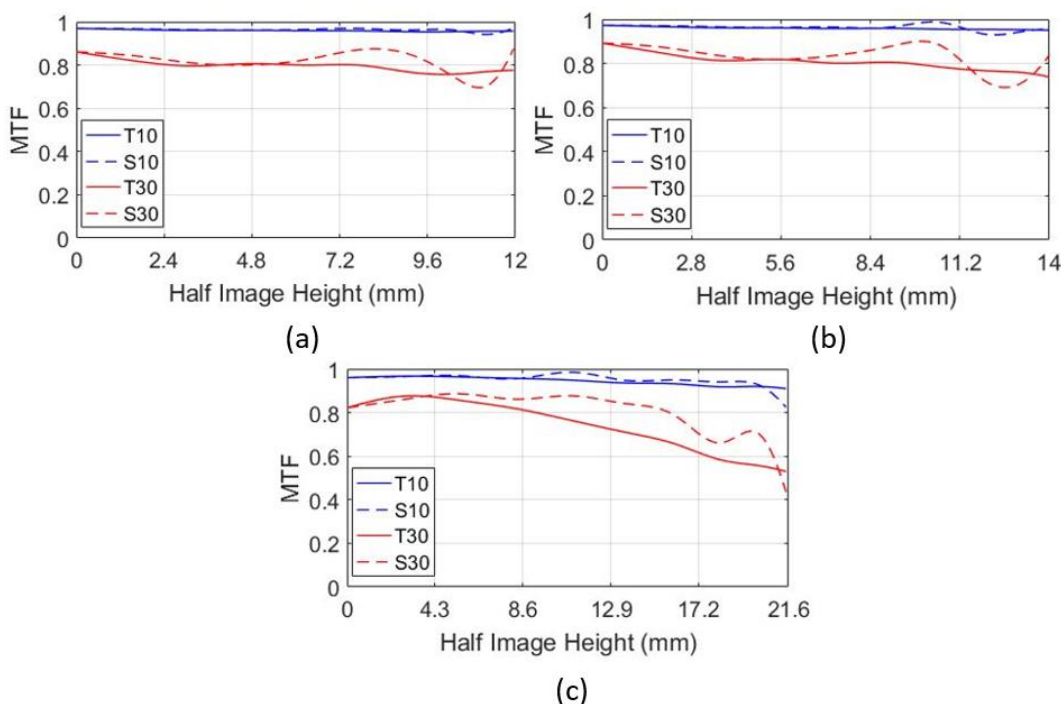 1
0.8
0.6
0.4
0.2
0
MTF
T10
S10
T30
S30
0 2.4 4.8 7.2 9.6 12
Half Image Height (mm)
(a)
1
0.8
0.6
0.4
0.2
0
MTF
T10
S10
T30
S30
0 2.8 5.6 8.4 11.2 14
Half Image Height (mm)
(b)
1
0.8
0.6
0.4
0.2
0
MTF
T10
S10
T30
S30
0 4.3 8.6 12.9 17.2 21.6
Half Image Height (mm)
(c)